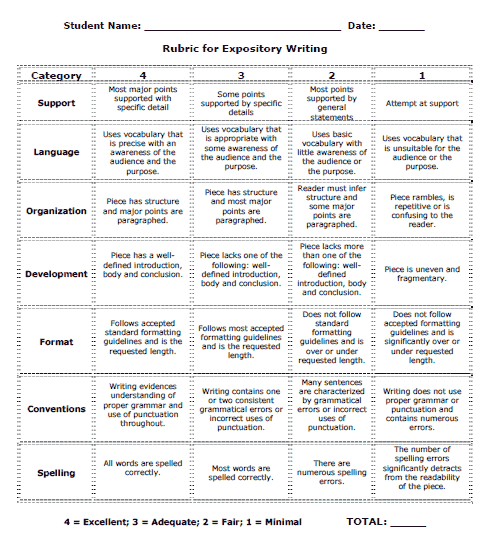 Student Name: ________________________________ Date: ________
Rubric for Expository Writing
Category 4 3 2 1
Support
Most major points
supported with
specific detail
Some points
supported by specific
details
Most points
supported by
general
statements
Attempt at support
Language
Uses vocabulary that
is precise with an
awareness of the
audience and the
purpose.
Uses vocabulary that
is appropriate with
some awareness of
the audience and the
purpose.
Uses basic
vocabulary with
little awareness of
the audience or
the purpose.
Uses vocabulary that
is unsuitable for the
audience or the
purpose.
Organization
Piece has structure
and major points are
paragraphed.
Piece has structure
and most major
points are
paragraphed.
Reader must infer
structure and
some major
points are
paragraphed.
Piece rambles, is
repetitive or is
confusing to the
reader.
Development
Piece has a well-
defined introduction,
body and conclusion.
Piece lacks one of the
following: well-
defined introduction,
body and conclusion.
Piece lacks more
than one of the
following: well-
defined
introduction, body
and conclusion.
Piece is uneven and
fragmentary.
Format
Follows accepted
standard formatting
guidelines and is the
requested length.
Follows most accepted
formatting guidelines
and is the requested
length.
Does not follow
standard
formatting
guidelines and is
over or under
requested length.
Does not follow
accepted formatting
guidelines and is
significantly over or
under requested
length.
Conventions
Writing evidences
understanding of
proper grammar and
use of punctuation
throughout.
Writing contains one
or two consistent
grammatical errors or
incorrect uses of
punctuation.
Many sentences
are characterized
by grammatical
errors or incorrect
uses of
punctuation.
Writing does not use
proper grammar or
punctuation and
contains numerous
errors.
Spelling
All words are spelled
correctly.
Most words are
spelled correctly.
There are
numerous spelling
errors.
The number of
spelling errors
significantly detracts
from the readability
of the piece.
4 = Excellent; 3 = Adequate; 2 = Fair; 1 = Minimal TOTAL: ______